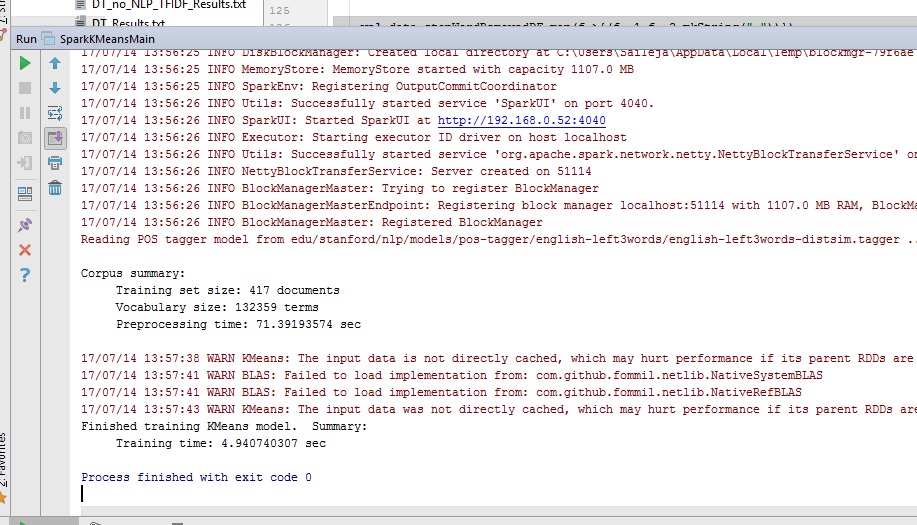 DT_no_NLP_TFIDF_Results.txt
DT_Results.txt
125
Run SparkKMeansMain
17/07/14 13:56:25 INFO DiskBlockManager: Created local directory at C:\Users\Saileja\AppData\Local\Temp\blockmgr-79f6ae
17/07/14 13:56:25 INFO MemoryStore: MemoryStore started with capacity 1107.0 MB
17/07/14 13:56:25 INFO SparkEnv: Registering OutputCommitCoordinator
17/07/14 13:56:26 INFO Utils: Successfully started service 'SparkUI' on port 4040.
17/07/14 13:56:26 INFO SparkUI: Started SparkUI at http://192.168.0.52:4040
17/07/14 13:56:26 INFO Executor: Starting executor ID driver on host localhost
17/07/14 13:56:26 INFO Utils: Successfully started service 'org.apache.spark.network.netty.NettyBlockTransferService' on
17/07/14 13:56:26 INFO NettyBlockTransferService: Server created on 51114
17/07/14 13:56:26 INFO BlockManagerMaster: Trying to register BlockManager
17/07/14 13:56:26 INFO BlockManagerMasterEndpoint: Registering block manager localhost:51114 with 1107.0 MB RAM, BlockMa
17/07/14 13:56:26 INFO BlockManagerMaster: Registered BlockManager
Reading POS tagger model from edu/stanford/nlp/models/pos-tagger/english-left3words/english-left3words-distsim.tagger ..
Corpus summary:
Training set size: 417 documents
Vocabulary size: 132359 terms
Preprocessing time: 71.39193574 sec
17/07/14 13:57:38 WARN KMeans: The input data is not directly cached, which may hurt performance if its parent RDDs are
17/07/14 13:57:41 WARN BLAS: Failed to load implementation from: com.github.fommil.netlib.NativeSystemBLAS
17/07/14 13:57:41 WARN BLAS: Failed to load implementation from: com.github.fommil.netlib.NativeRefBLAS
17/07/14 13:57:43 WARN KMeans: The input data was not directly cached, which may hurt performance if its parent RDDs are
Finished training KMeans model. Summary:
Training time: 4.940740307 sec
Process finished with exit code 0
2: Favorites